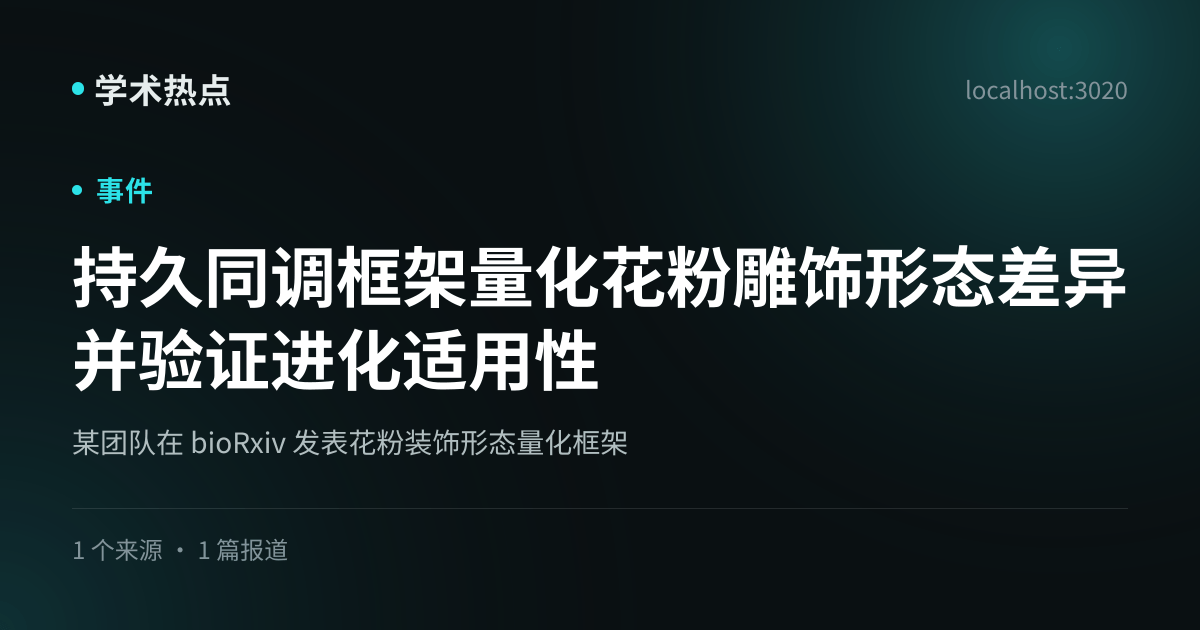 学术热点
localhost:3020
事件
持久同调框架量化花粉雕饰形态差异
并验证进化适用性
某团队在 bioRxiv 发表花粉装饰形态量化框架
1 个来源 · 1 篇报道